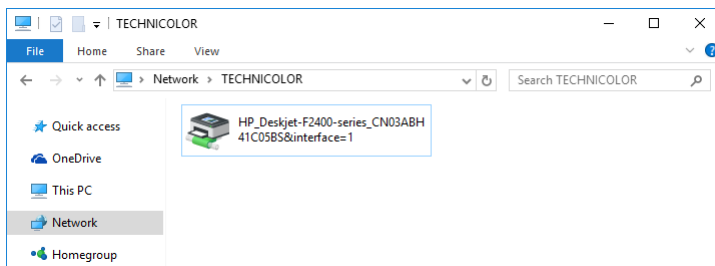 TECHNICOLOR
File Home Share View
Network > TECHNICOLOR Search TECHNICOLOR
Quick access
HP_Deskjet-F2400-series_CN03ABH
41C05BS&interface=1
OneDrive
This PC
Network
Homegroup